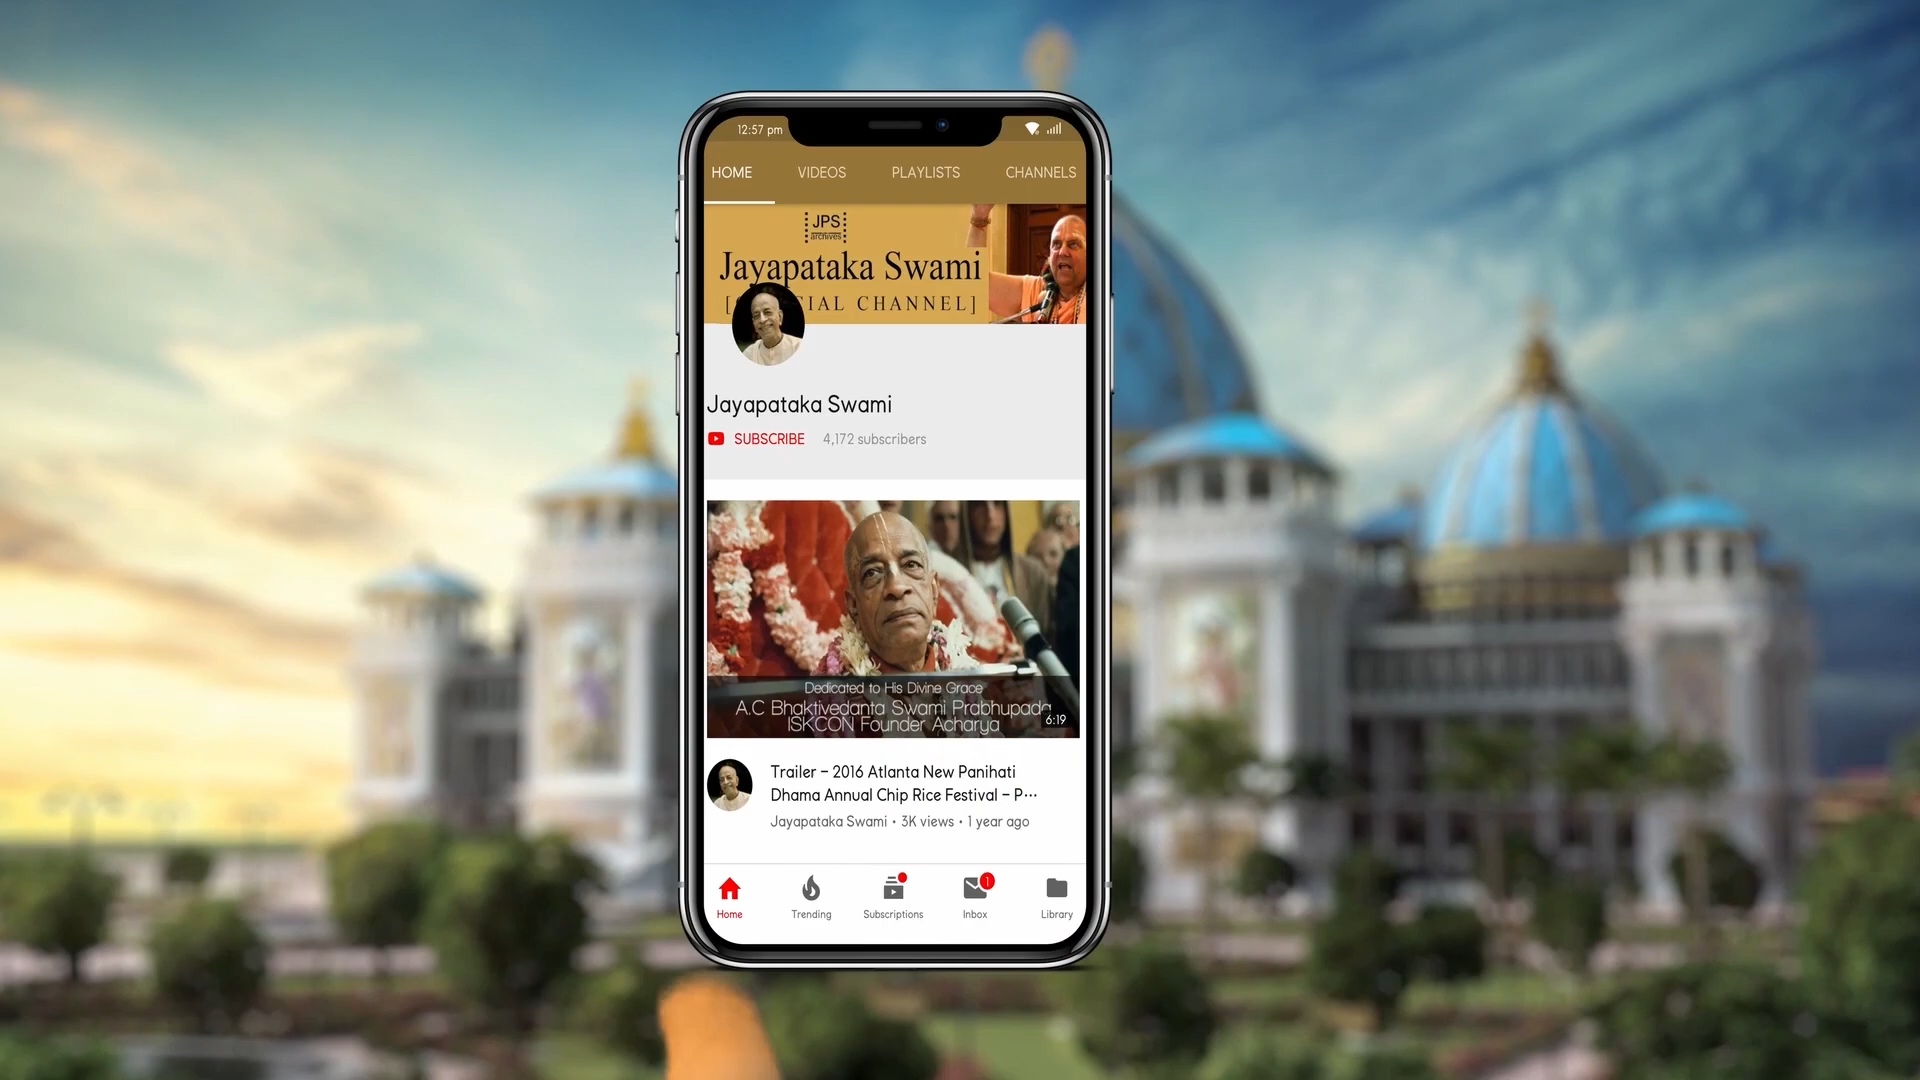 12:57 pm
HOME VIDEOS PLAYLISTS CHANNELS
JPS
archives
Jayapataka Swami
CIAL CHANNEL]
Jayapataka Swami
SUBSCRIBE 4,172 subscribers
Dedicated to His Divine Grace
A.C Bhaktivedanta Swami Prabhupada
ISKCON Founder Acharya
6:19
Trailer – 2016 Atlanta New Panihati
Dhama Annual Chip Rice Festival – P···
Jayapataka Swami • 3K views • 1 year ago
1
Home Trending Subscriptions Inbox Library